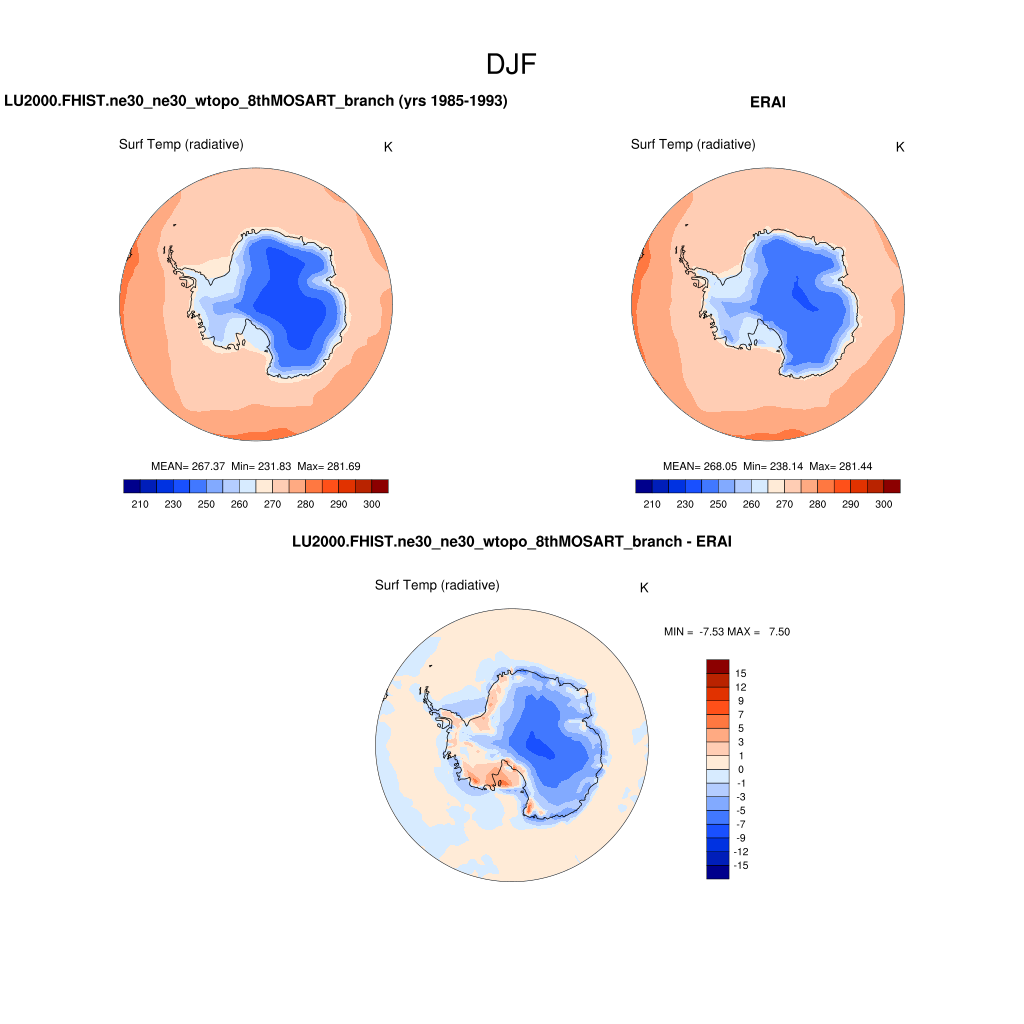 DJF
LU2000.FHIST.ne30_ne30_wtopo_8thMOSART_branch (yrs 1985-1993)
ERAI
Surf Temp (radiative) K
Surf Temp (radiative) K
MEAN= 267.37 Min= 231.83 Max= 281.69
MEAN= 268.05 Min= 238.14 Max= 281.44
210 230 250 260 270 280 290 300
210 230 250 260 270 280 290 300
LU2000.FHIST.ne30_ne30_wtopo_8thMOSART_branch - ERAI
Surf Temp (radiative) K
MIN = -7.53 MAX = 7.50
15
12
9
7
5
3
1
0
-1
-3
-5
-7
-9
-12
-15